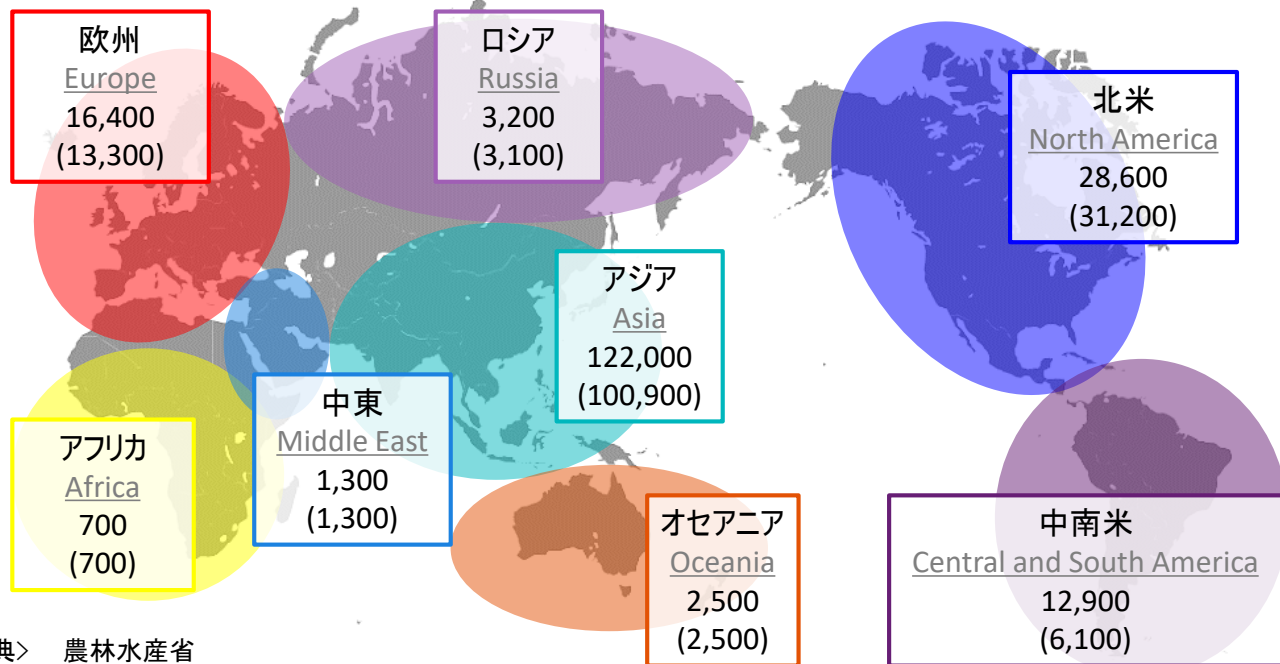 欧州
Europe
16,400
(13,300)
ロシア
Russia
3,200
(3,100)
北米
North America
28,600
(31,200)
アジア
Asia
122,000
(100,900)
中東
Middle East
1,300
(1,300)
アフリカ
Africa
700
(700)
オセアニア
Oceania
2,500
(2,500)
中南米
Central and South America
12,900
(6,100)
典> 農林水産省